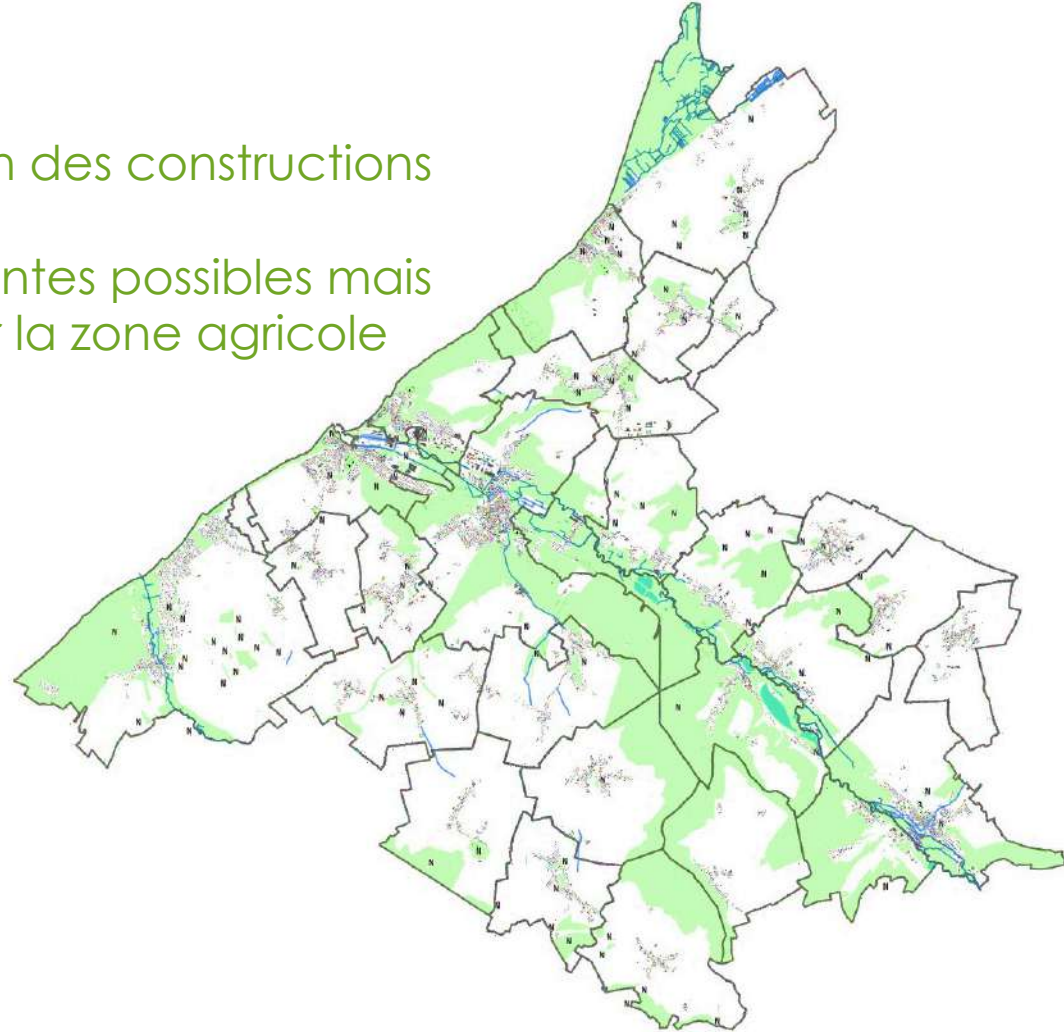 n des constructions
ntes possibles mais
r la zone agricole
N